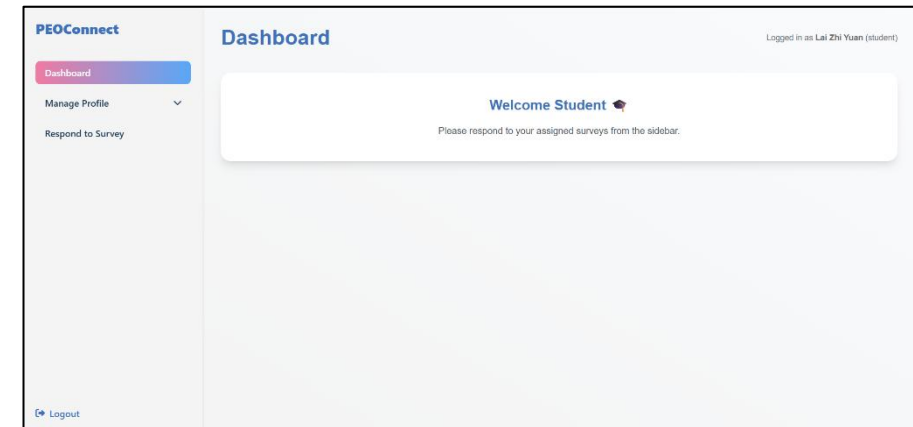 PEOConnect
Dashboard
Manage Profile
Respond to Survey
Logout
Dashboard
Logged in as Lai Zhi Yuan (student)
Welcome Student 🎓
Please respond to your assigned surveys from the sidebar.